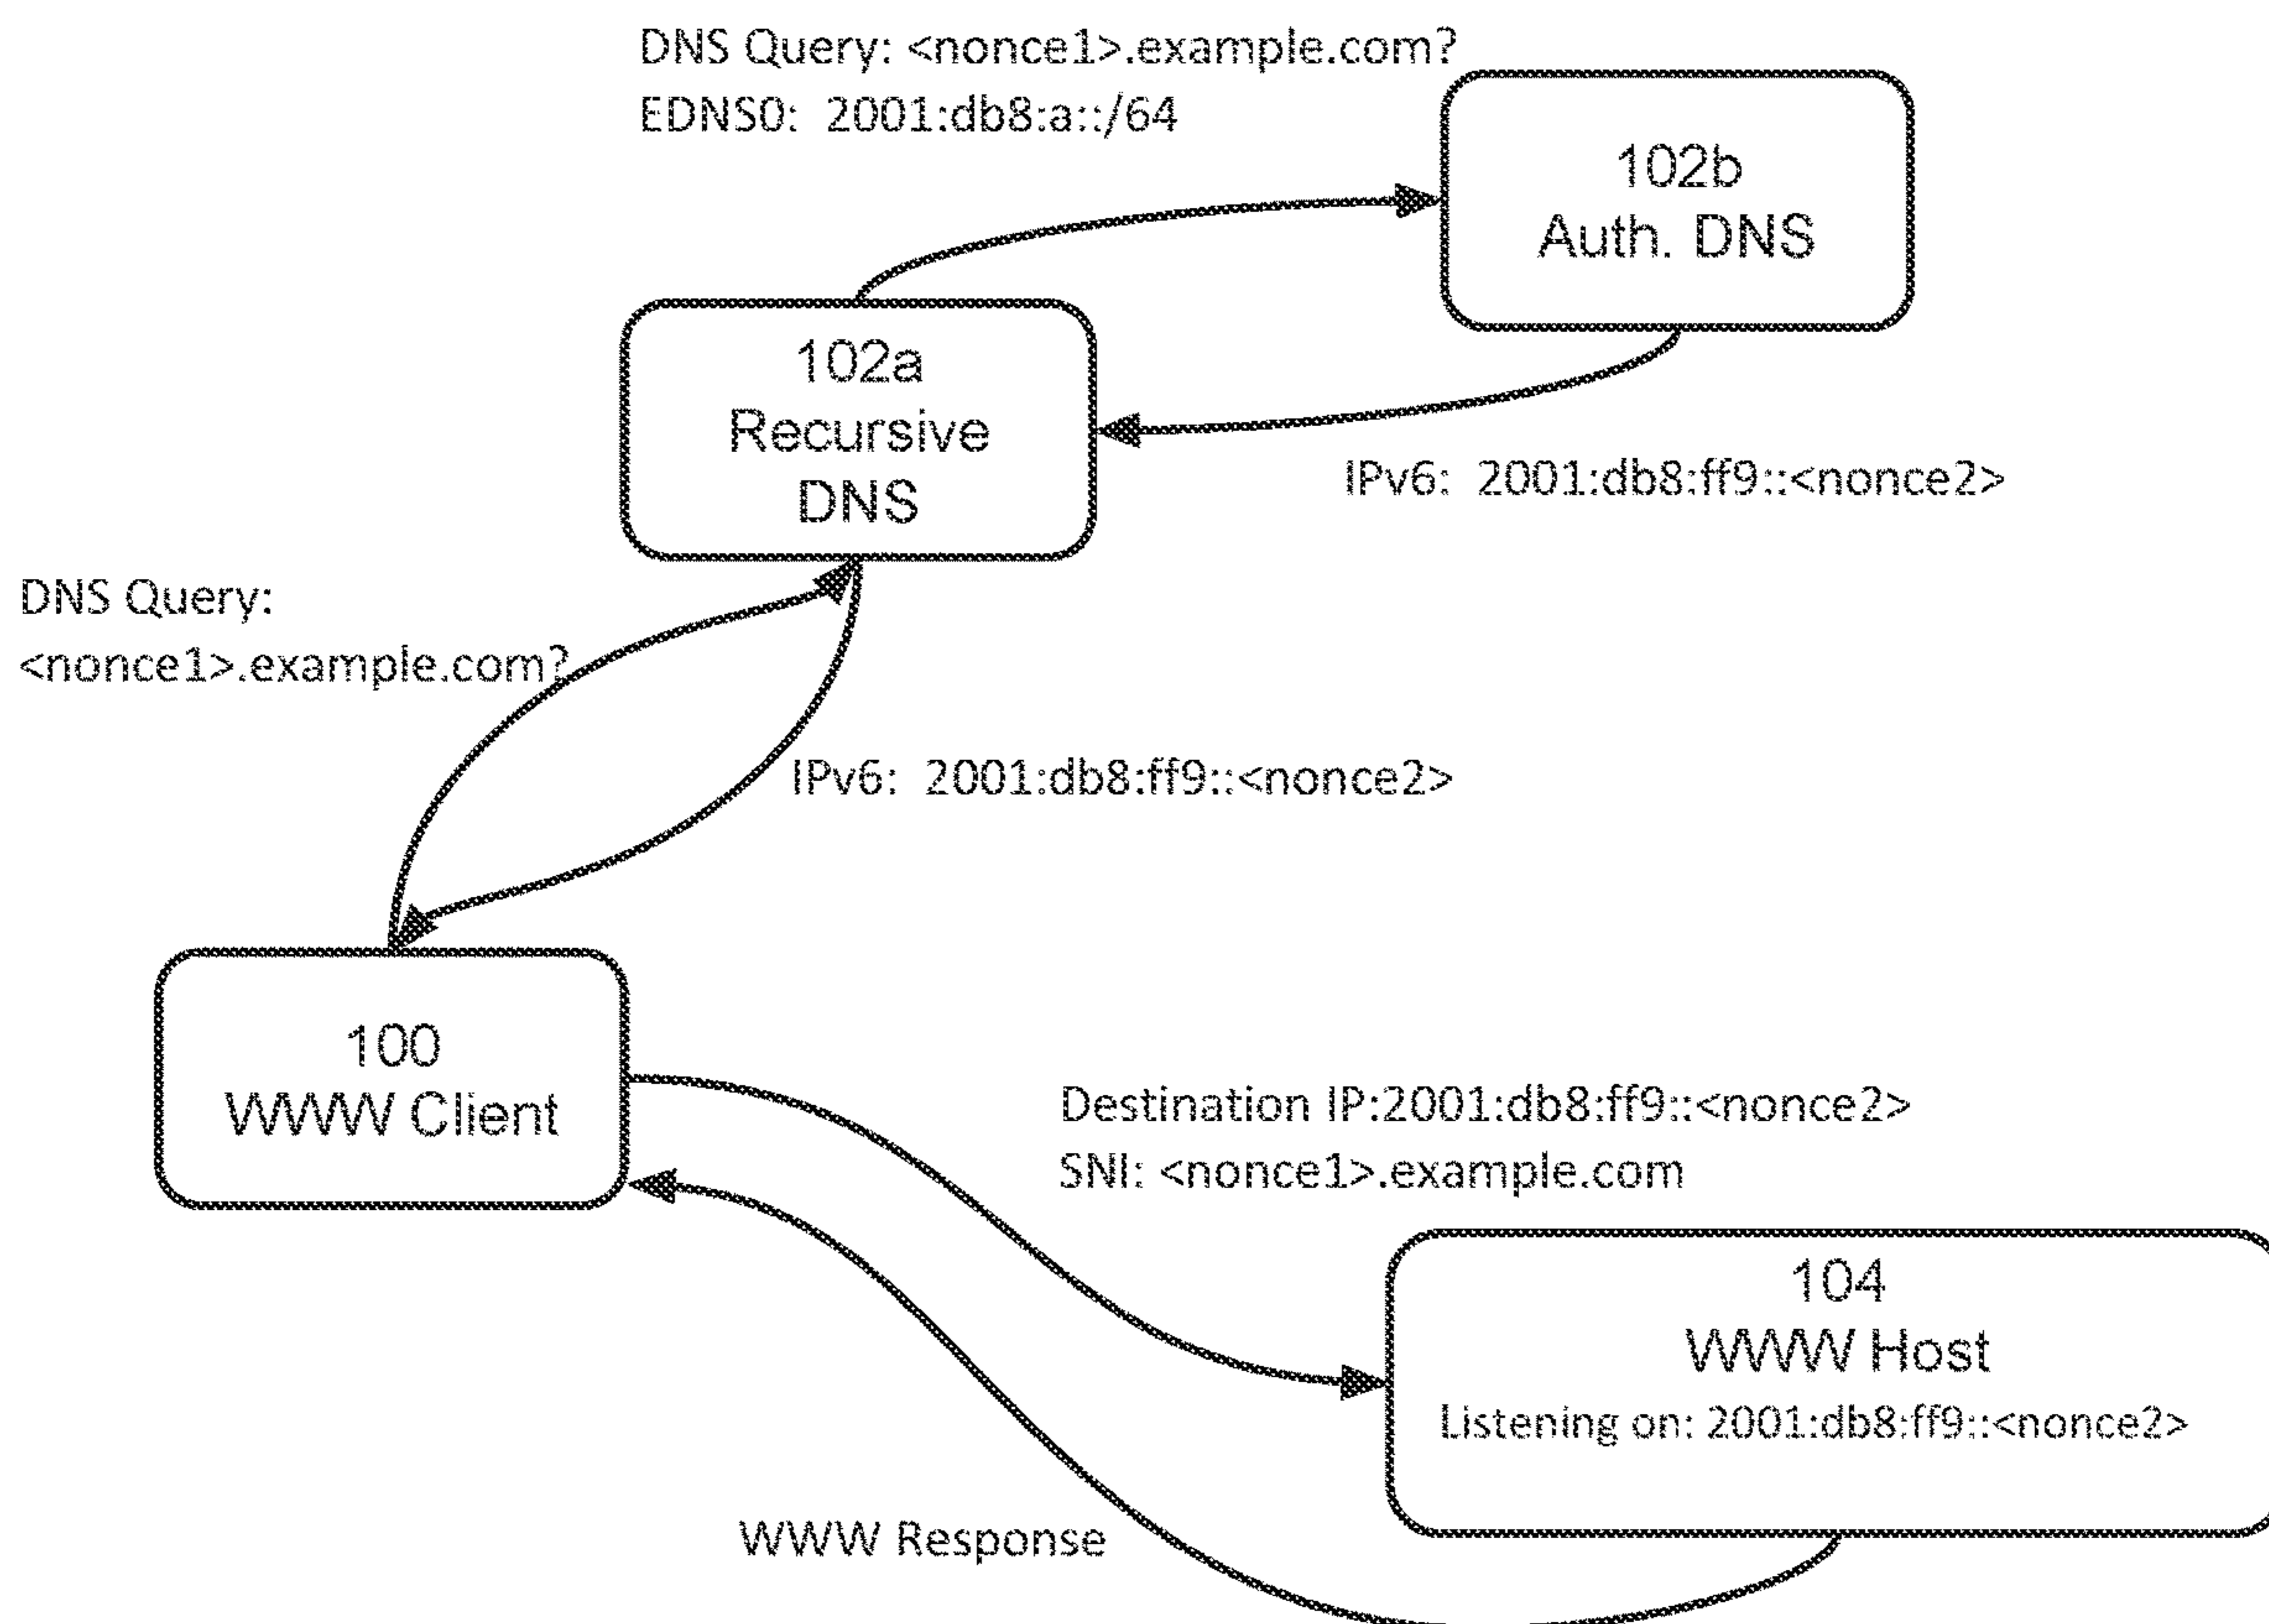 DNS Query: <nonce1>.example.com?
EDNS0: 2001:db8:a::/64
102b
Auth. DNS
102a
Recursive
DNS
IPv6: 2001:db8:ff9::<nonce2>
DNS Query:
<nonce1>.example.com?
IPv6: 2001:db8:ff9::<nonce2>
100
WWW Client
Destination IP:2001:db8:ff9::<nonce2>
SNI: <nonce1>.example.com
104
WWW Host
Listening on: 2001:db8:ff9::<nonce2>
WWW Response